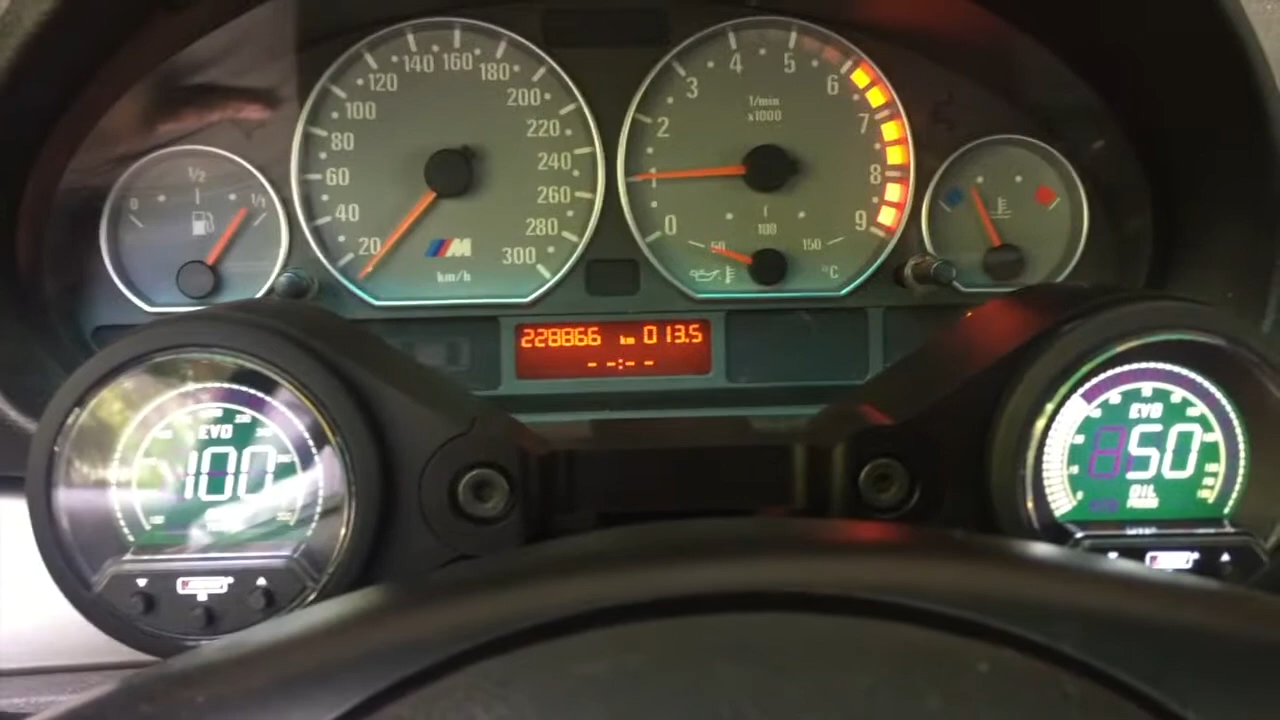 0 1/2 1/1
20 40 60 80 100 120 140 160 180 200 220 240 260 280 300
M
km/h
0 1 2 3 4 5 6 7 8 9
1/min
x1000
50 100 150
°C
228866 km 013.5
--:--
EVO
100
EVO
50
OIL
PRESS